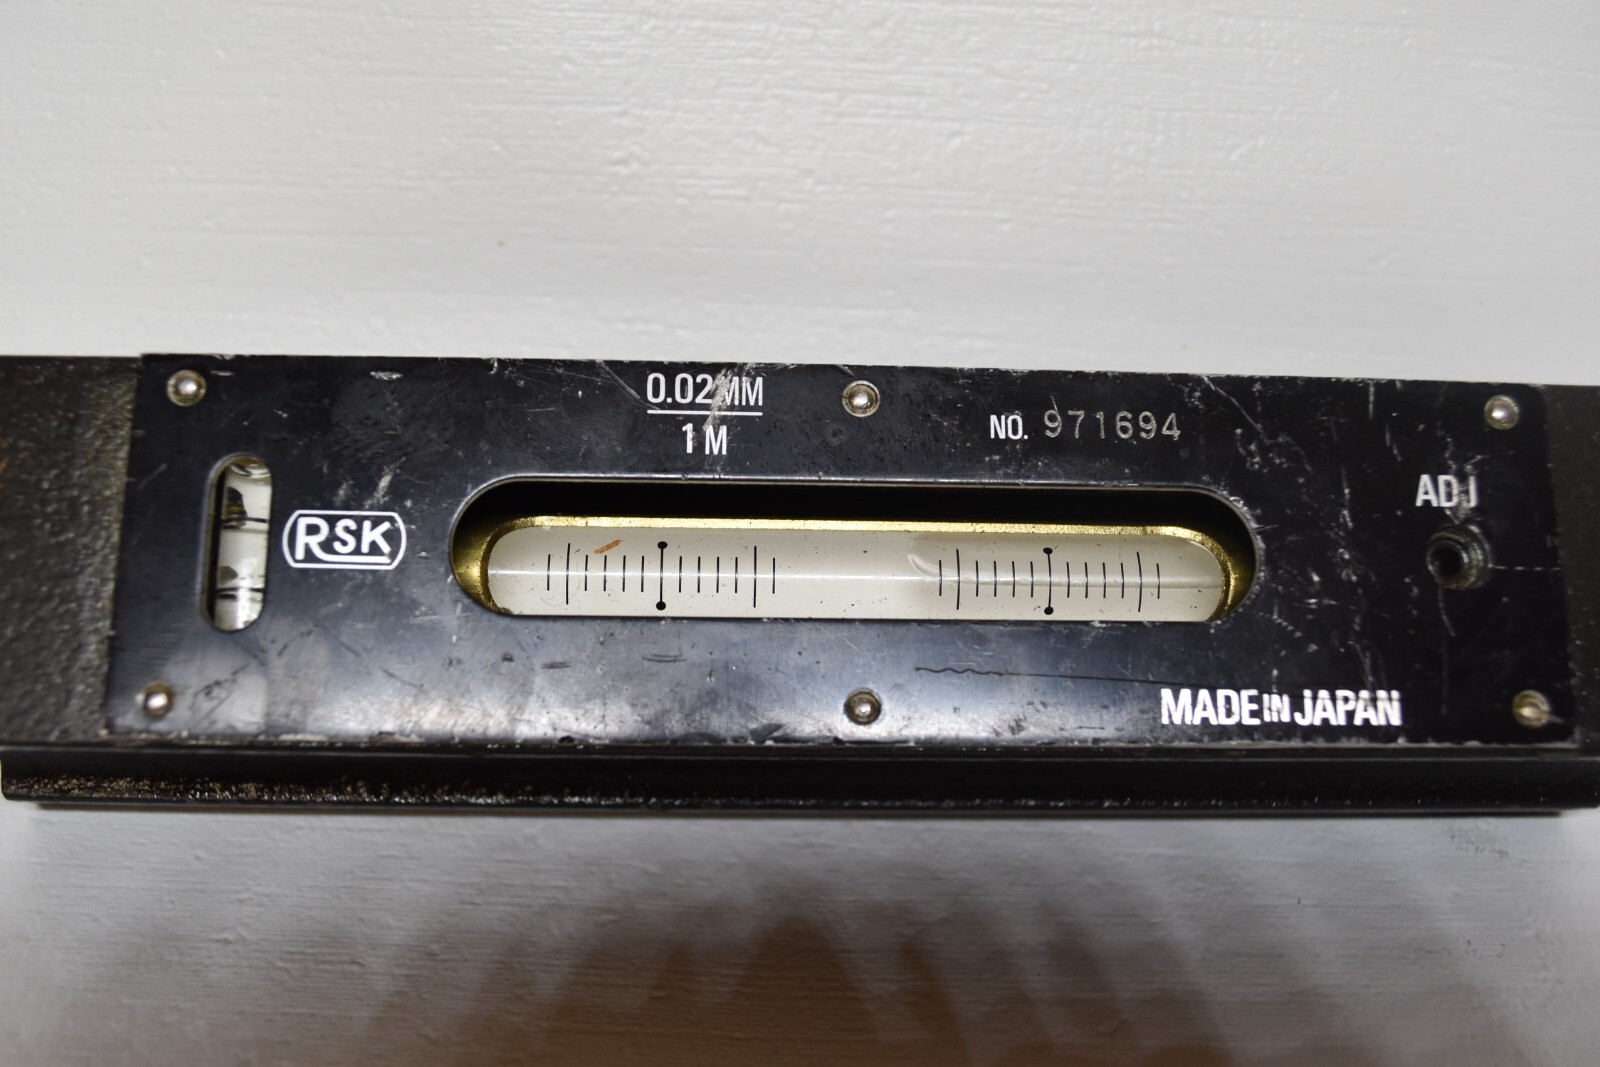 0.02MM
1M
NO. 971694
ADJ
RSK
MADE IN JAPAN